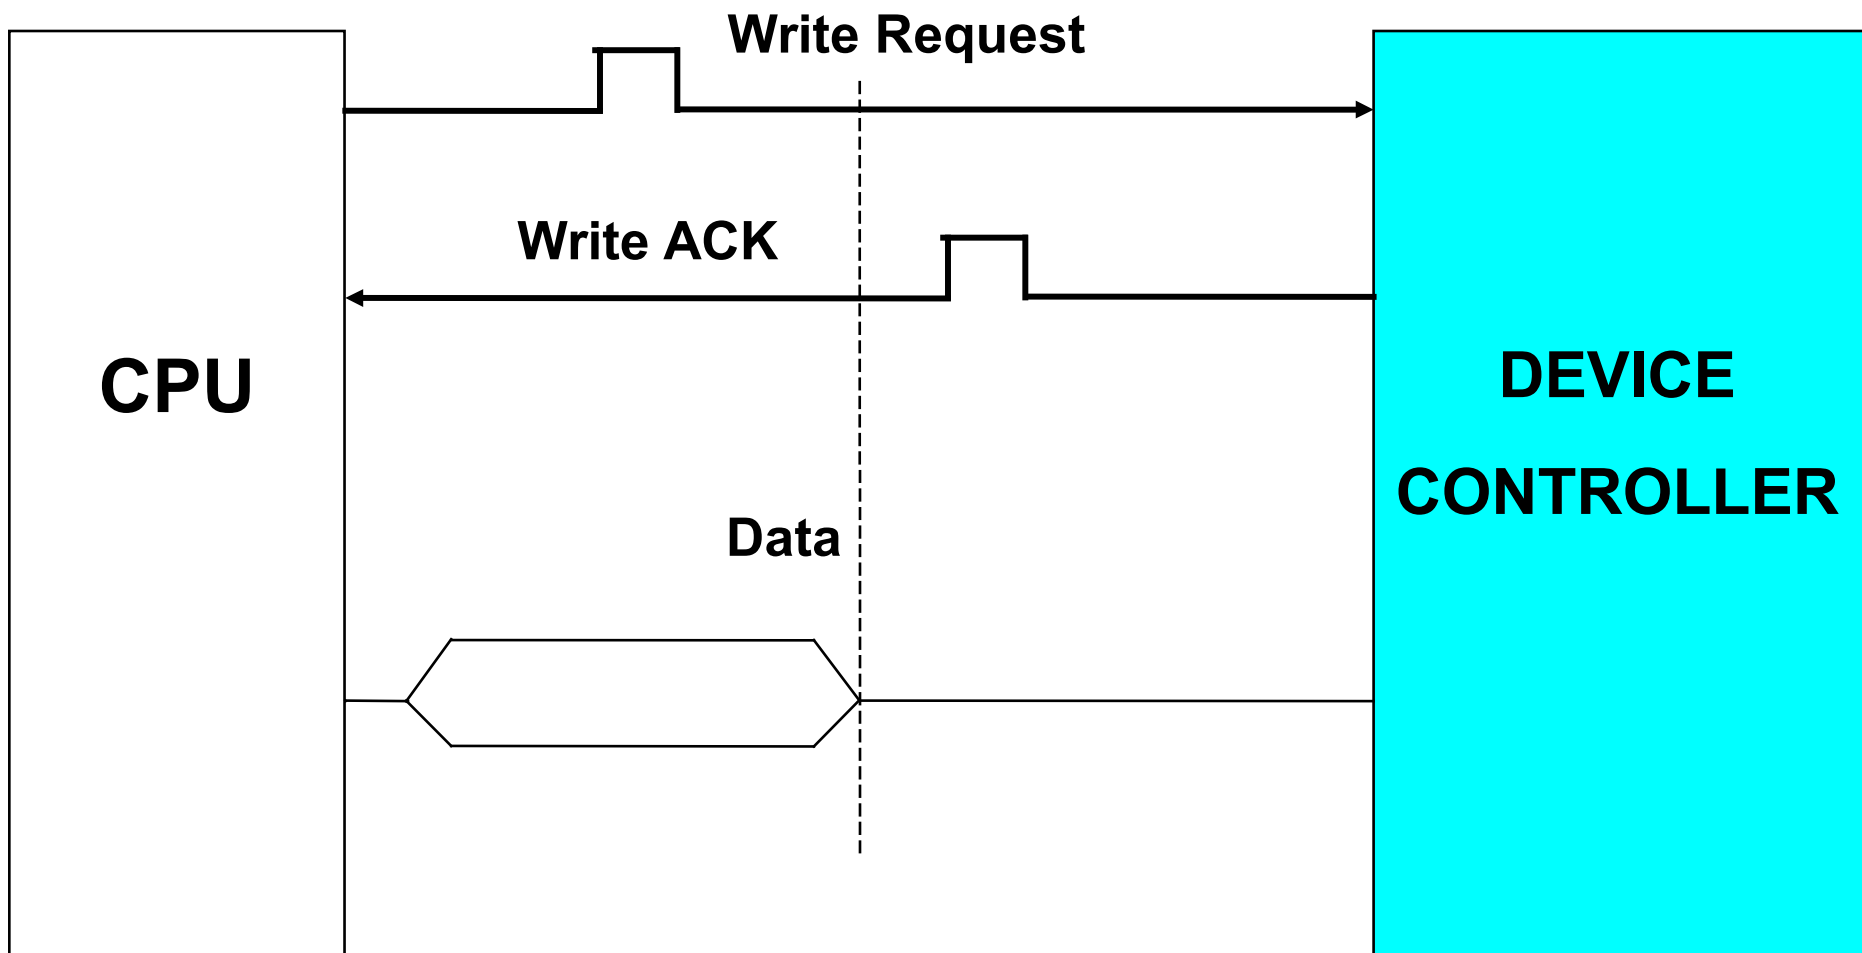 Write Request
Write ACK
CPU
DEVICE
CONTROLLER
Data